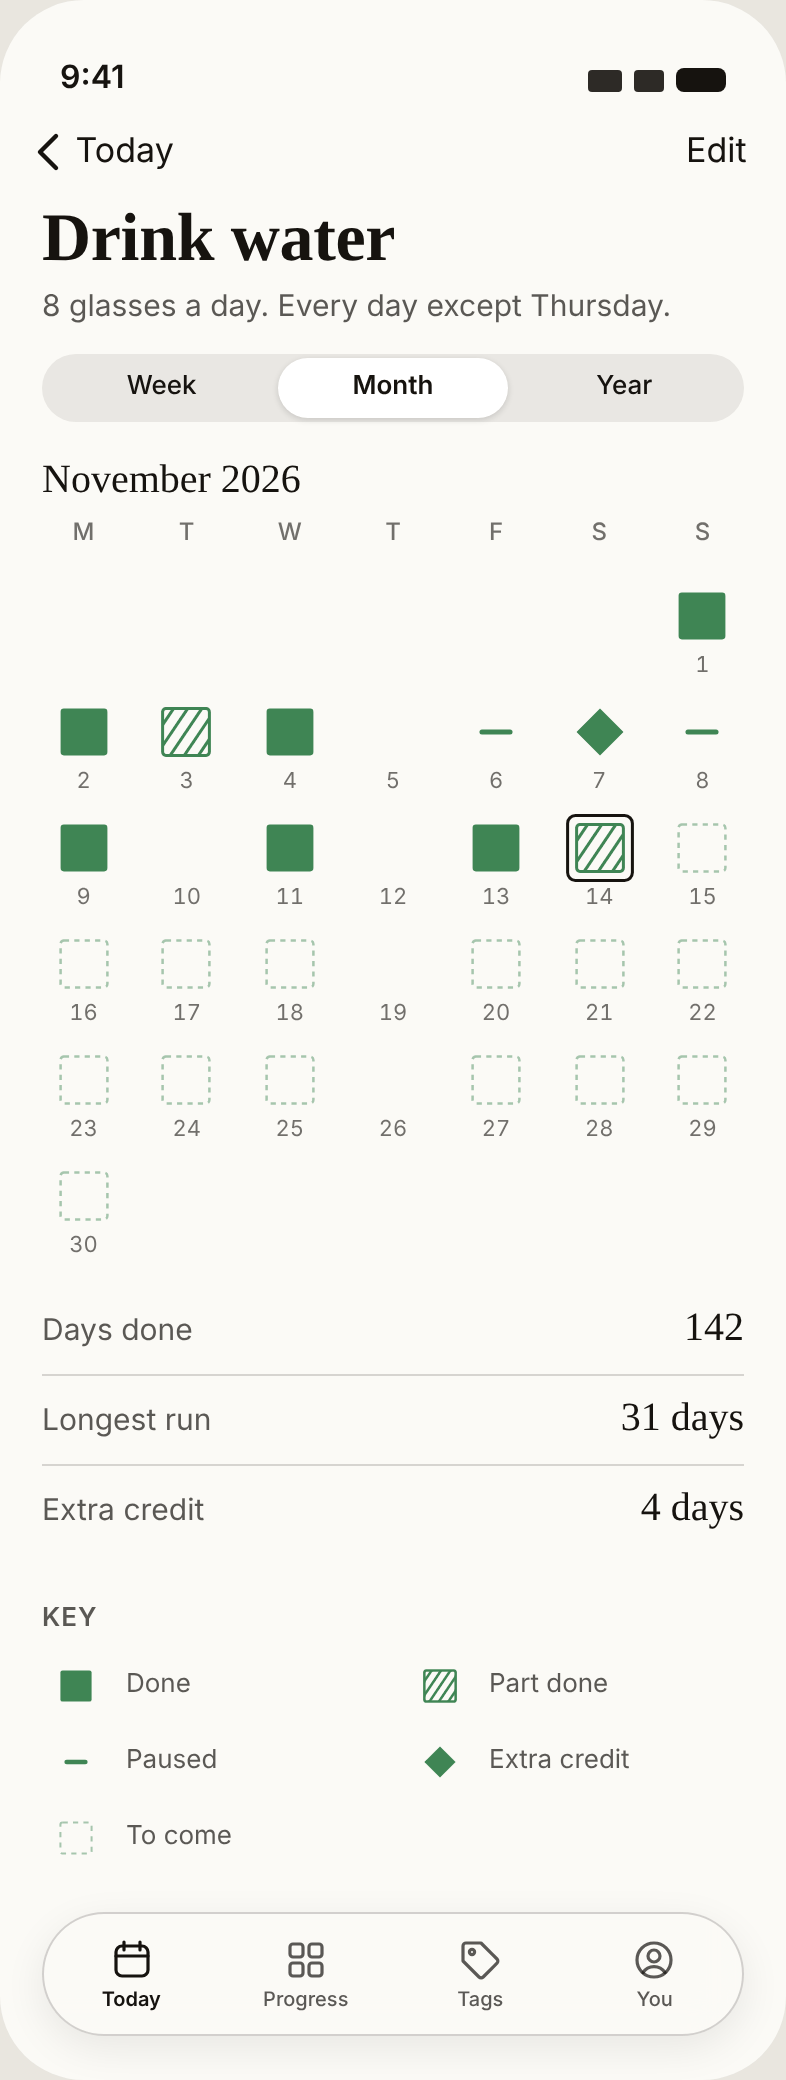 9:41
Today
Edit
Drink water
8 glasses a day. Every day except Thursday.
Week Month Year
November 2026
M T W T F S S
1
2 3 4 5 6 7 8
9 10 11 12 13 14 15
16 17 18 19 20 21 22
23 24 25 26 27 28 29
30
Days done 142
Longest run 31 days
Extra credit 4 days
KEY
Done Part done
Paused Extra credit
To come
Today Progress Tags You